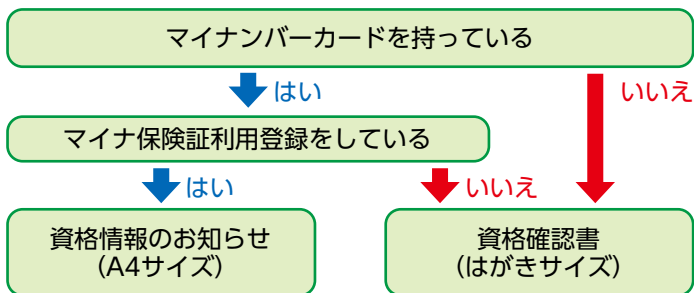 マイナンバーカードを持っている
はい
いいえ
マイナ保険証利用登録をしている
はい
いいえ
資格情報のお知らせ
（A4サイズ）
資格確認書
（はがきサイズ）